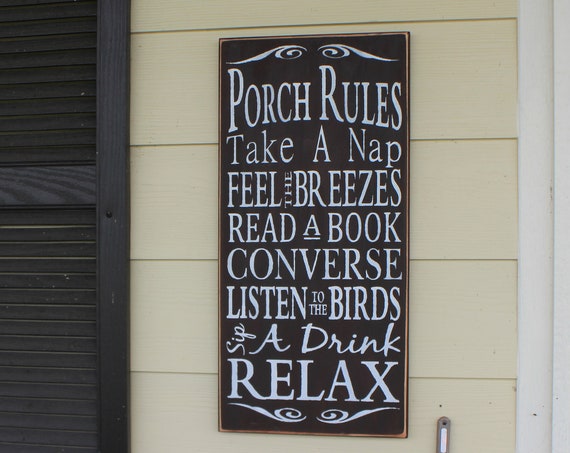 PORCH RULES
Take A Nap
FEEL THE BREEZES
READ A BOOK
CONVERSE
LISTEN TO THE BIRDS
Sip A Drink
RELAX